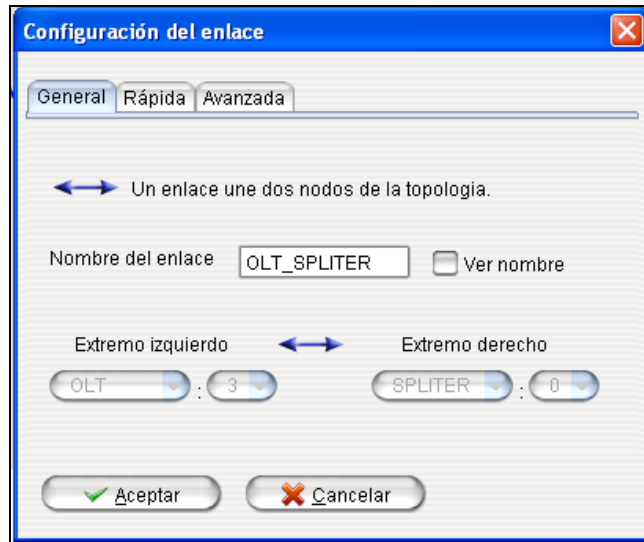 Configuración del enlace
General Rápida Avanzada
Un enlace une dos nodos de la topologia.
Nombre del enlace OLT_SPLITER Ver nombre
Extremo izquierdo Extremo derecho
OLT : 3 SPLITER : 0
Aceptar Cancelar